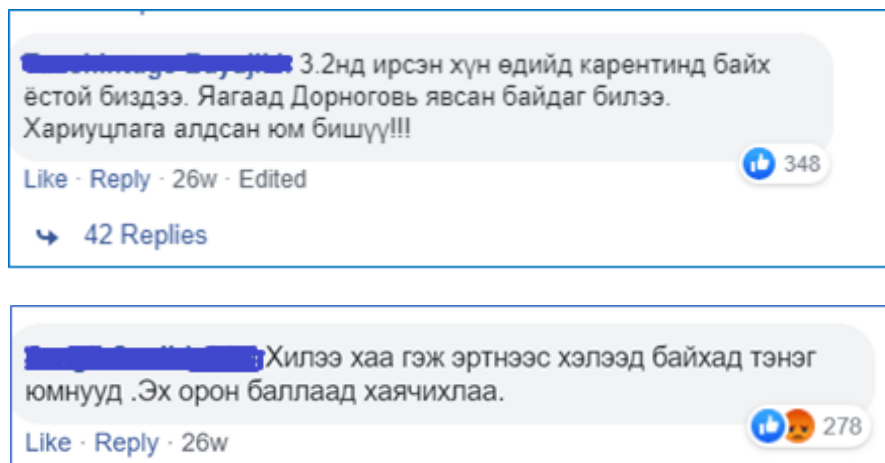 3.2нд ирсэн хүн өдийд карентинд байх
ёстой биздээ. Яагаад Дорноговь явсан байдаг билээ.
Хариуцлага алдсан юм бишүү!!!
348
Like · Reply · 26w · Edited
42 Replies
Хилээ хаа гэж эртнээс хэлээд байхад тэнэг
юмнууд .Эх орон баллаад хаячихлаа.
278
Like · Reply · 26w